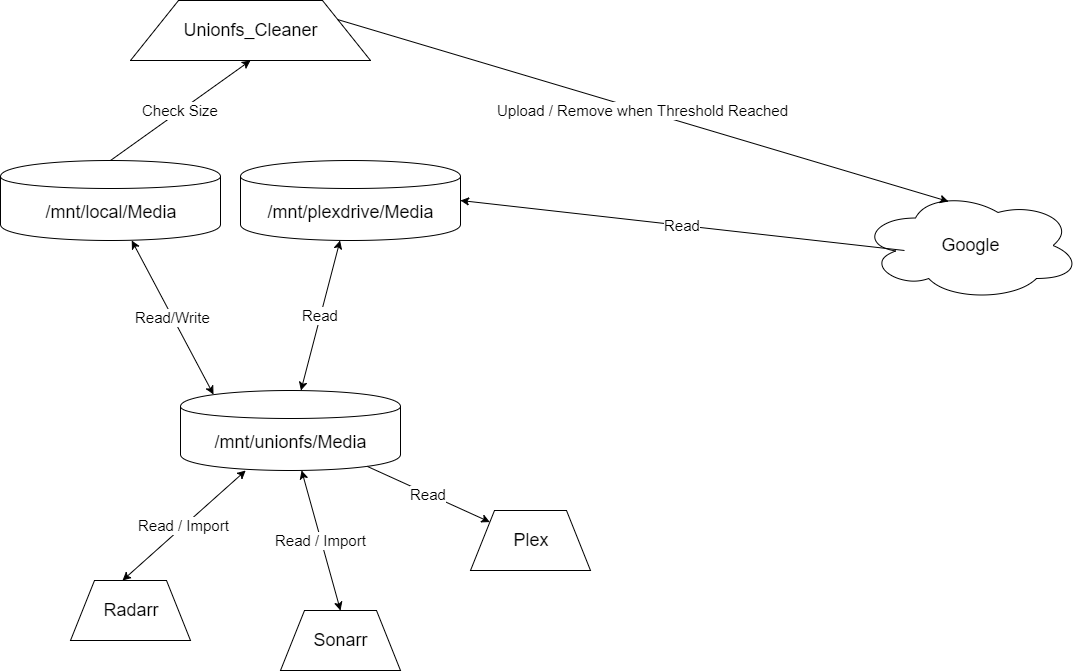 Unionfs_Cleaner
Check Size
Upload / Remove when Threshold Reached
/mnt/local/Media
/mnt/plexdrive/Media
Read
Google
Read/Write
Read
/mnt/unionfs/Media
Read
Read / Import
Read / Import
Plex
Radarr
Sonarr